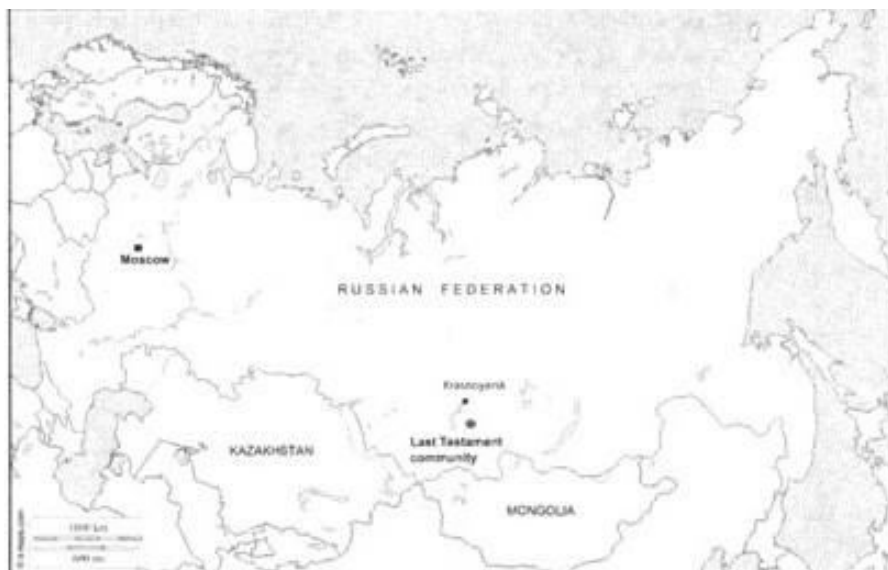 Moscow
RUSSIAN FEDERATION
Krasnoyarsk
Last Testament
community
KAZAKHSTAN
MONGOLIA